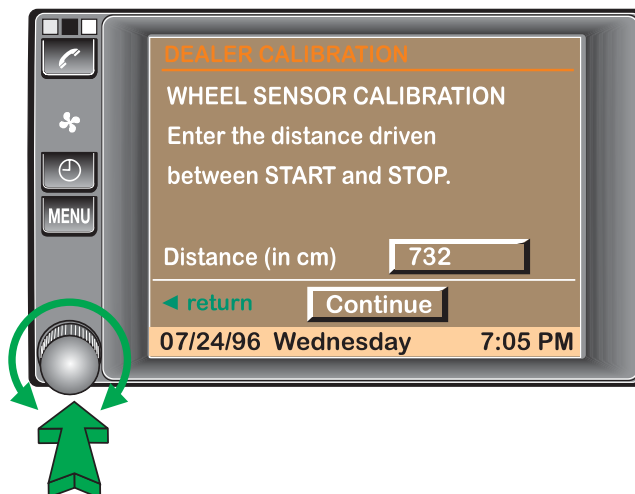 DEALER CALIBRATION
WHEEL SENSOR CALIBRATION
Enter the distance driven
between START and STOP.
MENU
Distance (in cm) 732
◄ return Continue
07/24/96 Wednesday 7:05 PM